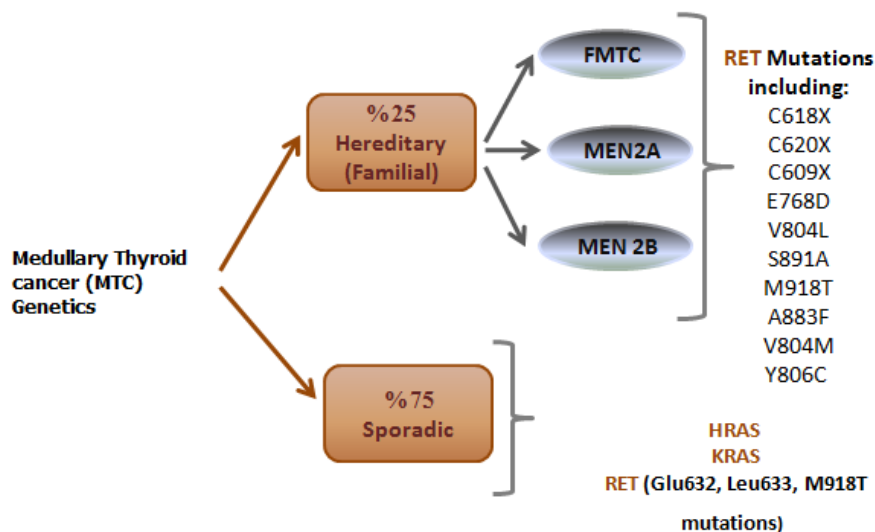 Medullary Thyroid
cancer (MTC)
Genetics
%25
Hereditary
(Familial)
FMTC
MEN2A
MEN 2B
RET Mutations
including:
C618X
C620X
C609X
E768D
V804L
S891A
M918T
A883F
V804M
Y806C
%75
Sporadic
HRAS
KRAS
RET (Glu632, Leu633, M918T
mutations)